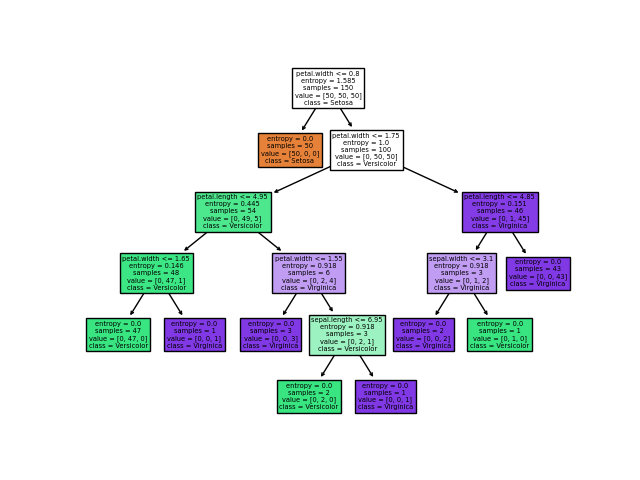 petal.width <= 0.8
entropy = 1.585
samples = 150
value = [50, 50, 50]
class = Setosa
entropy = 0.0
samples = 50
value = [50, 0, 0]
class = Setosa
petal.width <= 1.75
entropy = 1.0
samples = 100
value = [0, 50, 50]
class = Versicolor
petal.length <= 4.95
entropy = 0.445
samples = 54
value = [0, 49, 5]
class = Versicolor
petal.length <= 4.85
entropy = 0.151
samples = 46
value = [0, 1, 45]
class = Virginica
petal.width <= 1.65
entropy = 0.146
samples = 48
value = [0, 47, 1]
class = Versicolor
petal.width <= 1.55
entropy = 0.918
samples = 6
value = [0, 2, 4]
class = Virginica
sepal.width <= 3.1
entropy = 0.918
samples = 3
value = [0, 1, 2]
class = Virginica
entropy = 0.0
samples = 43
value = [0, 0, 43]
class = Virginica
entropy = 0.0
samples = 47
value = [0, 47, 0]
class = Versicolor
entropy = 0.0
samples = 1
value = [0, 0, 1]
class = Virginica
entropy = 0.0
samples = 3
value = [0, 0, 3]
class = Virginica
sepal.length <= 6.95
entropy = 0.918
samples = 3
value = [0, 2, 1]
class = Versicolor
entropy = 0.0
samples = 2
value = [0, 0, 2]
class = Virginica
entropy = 0.0
samples = 1
value = [0, 1, 0]
class = Versicolor
entropy = 0.0
samples = 2
value = [0, 2, 0]
class = Versicolor
entropy = 0.0
samples = 1
value = [0, 0, 1]
class = Virginica